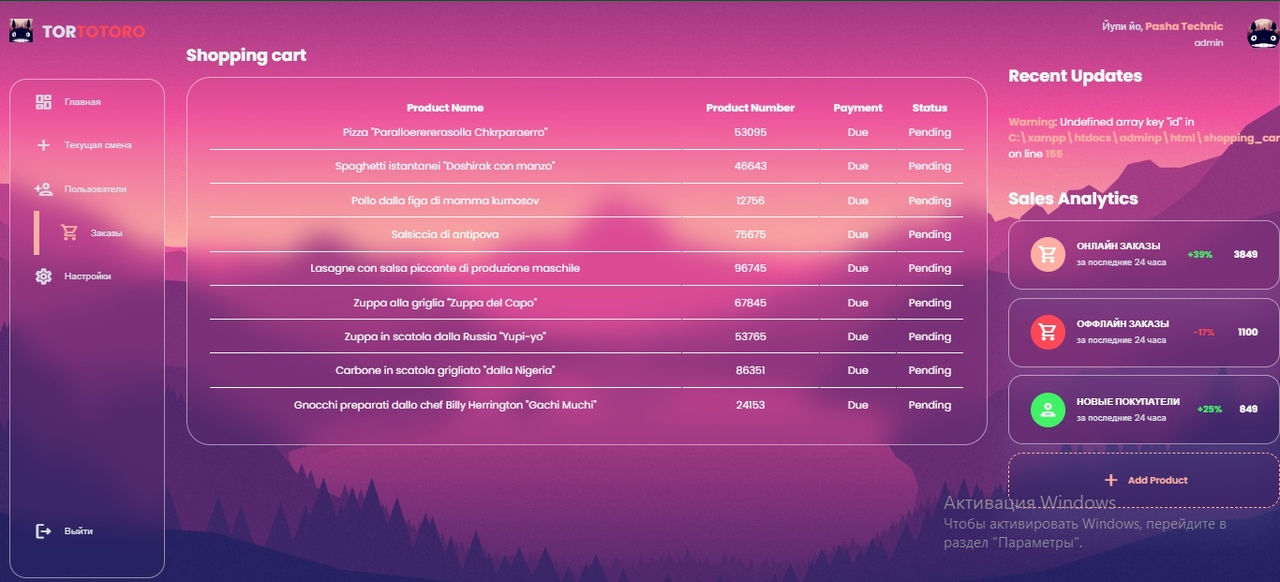 TORTOTORO
Йупи йо, Pasha Technic
admin
Shopping cart
Recent Updates
Главная
Текущая смена
Пользователи
Заказы
Настройки
Выйти
Product Name Product Number Payment Status
Pizza "Paralloerererasolla Chkrparaerro" 53095 Due Pending
Spaghetti istantanei "Doshirak con manzo" 46643 Due Pending
Pollo dalla figa di mamma kumosov 12756 Due Pending
Salsiccia di antipova 75675 Due Pending
Lasagne con salsa piccante di produzione maschile 96745 Due Pending
Zuppa alla griglia "Zuppa del Capo" 67845 Due Pending
Zuppa in scatola dalla Russia "Yupi-yo" 53765 Due Pending
Carbone in scatola grigliato "dalla Nigeria" 86351 Due Pending
Gnocchi preparati dallo chef Billy Herrington "Gachi Muchi" 24153 Due Pending
Warning: Undefined array key "id" in
C:\xampp\htdocs\adminp\html\shopping_car
on line 155
Sales Analytics
ОНЛАЙН ЗАКАЗЫ
за последние 24 часа
+39% 3849
ОФФЛАЙН ЗАКАЗЫ
за последние 24 часа
-17% 1100
НОВЫЕ ПОКУПАТЕЛИ
за последние 24 часа
+25% 849
Add Product
Активация Windows
Чтобы активировать Windows, перейдите в
раздел "Параметры".